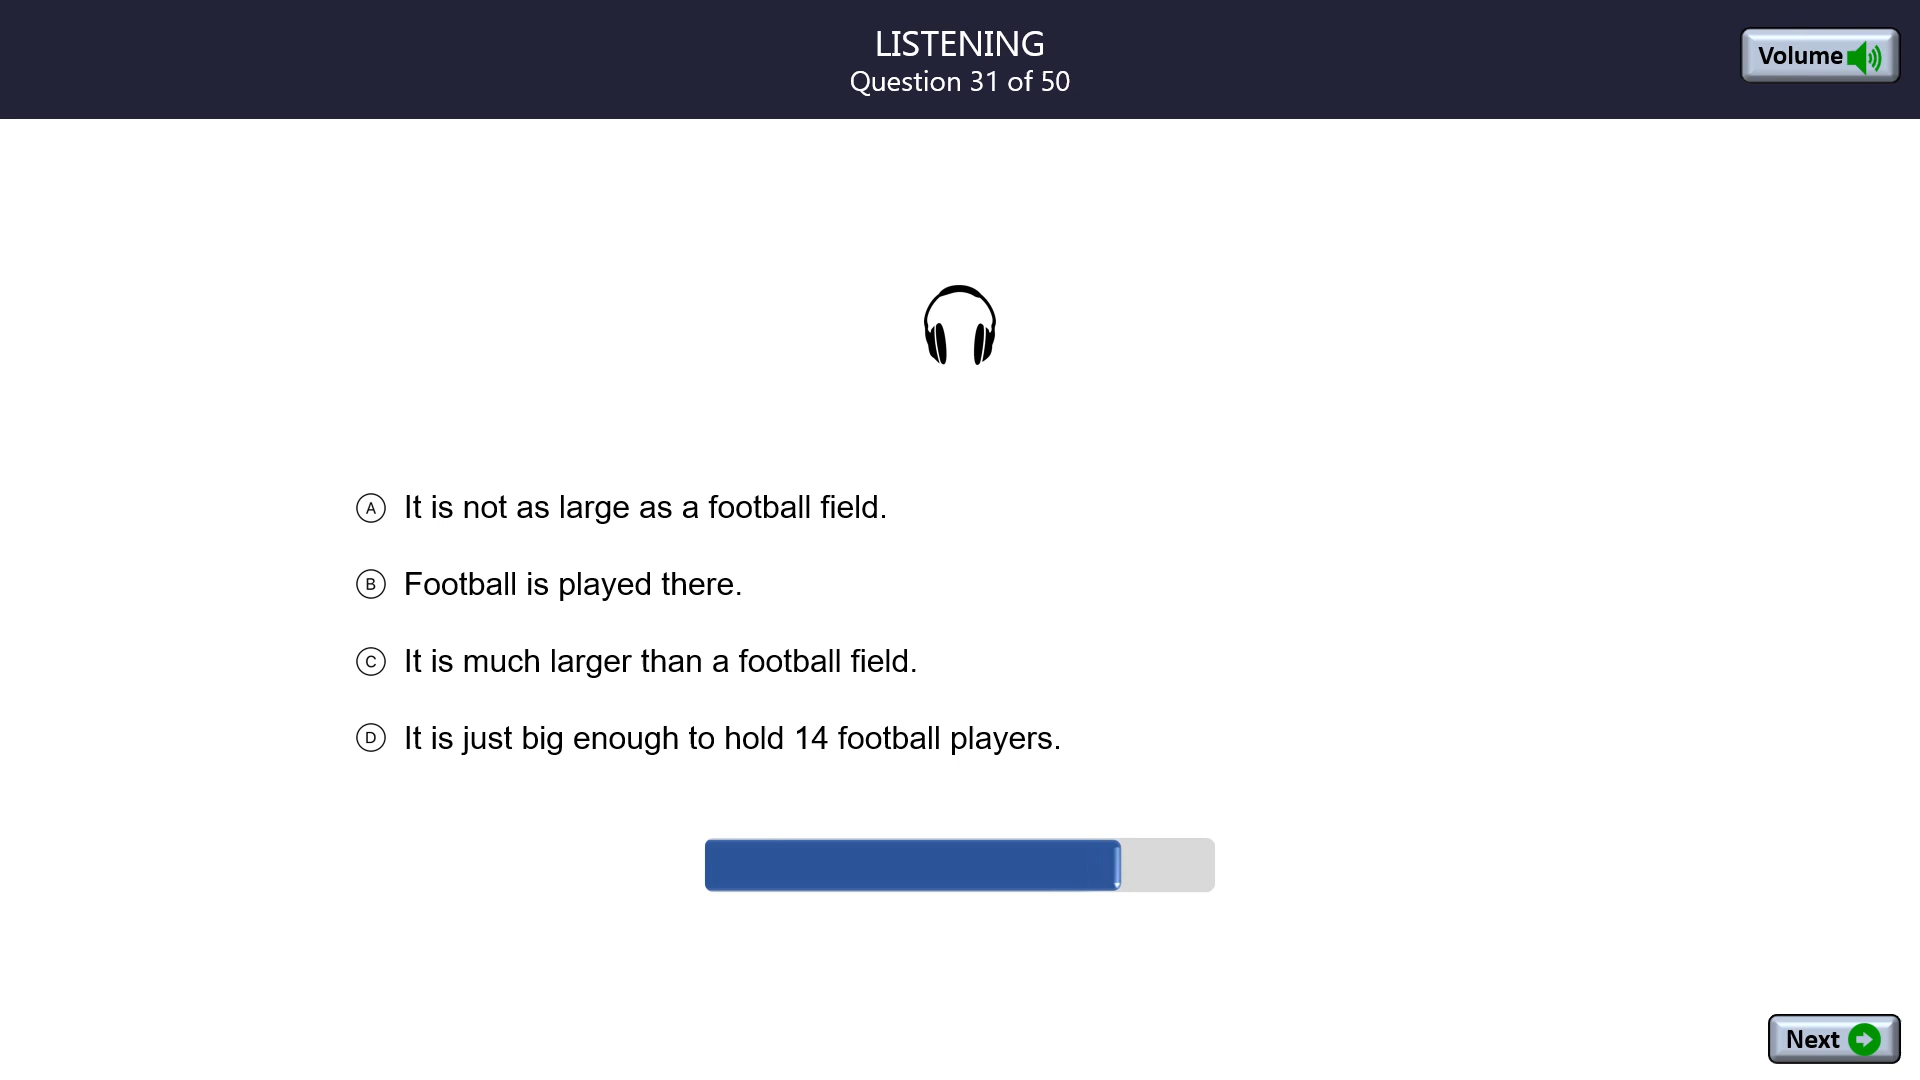 LISTENING
Question 31 of 50
Volume
A It is not as large as a football field.
B Football is played there.
C It is much larger than a football field.
D It is just big enough to hold 14 football players.
Next